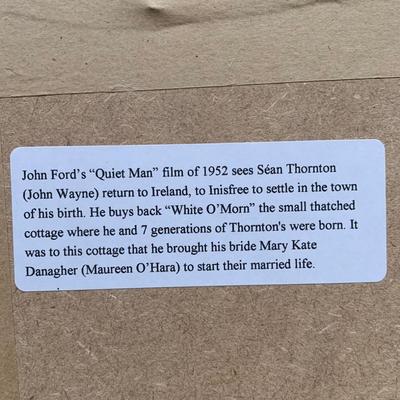 John Ford's “Quiet Man” film of 1952 sees Séan Thornton
(John Wayne) return to Ireland, to Inisfree to settle in the town
of his birth. He buys back “White O'Morn” the small thatched
cottage where he and 7 generations of Thornton's were born. It
was to this cottage that he brought his bride Mary Kate
Danagher (Maureen O'Hara) to start their married life.